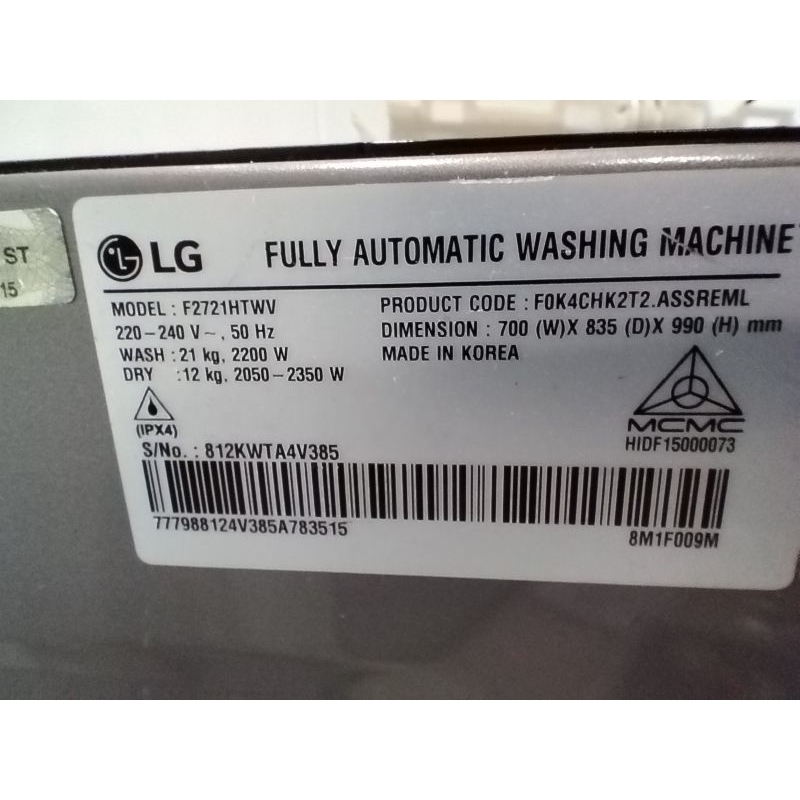 ST
15
LG FULLY AUTOMATIC WASHING MACHINE
MODEL : F2721HTWV
220-240 V~, 50 Hz
WASH : 21 kg, 2200 W
DRY : 12 kg, 2050-2350 W
PRODUCT CODE : F0K4CHK2T2.ASSREML
DIMENSION : 700 (W)X 835 (D)X 990 (H) mm
MADE IN KOREA
(IPX4)
MCMC
HIDF15000073
S/No. : 812KWTA4V385
777988124V385A783515
8M1F009M